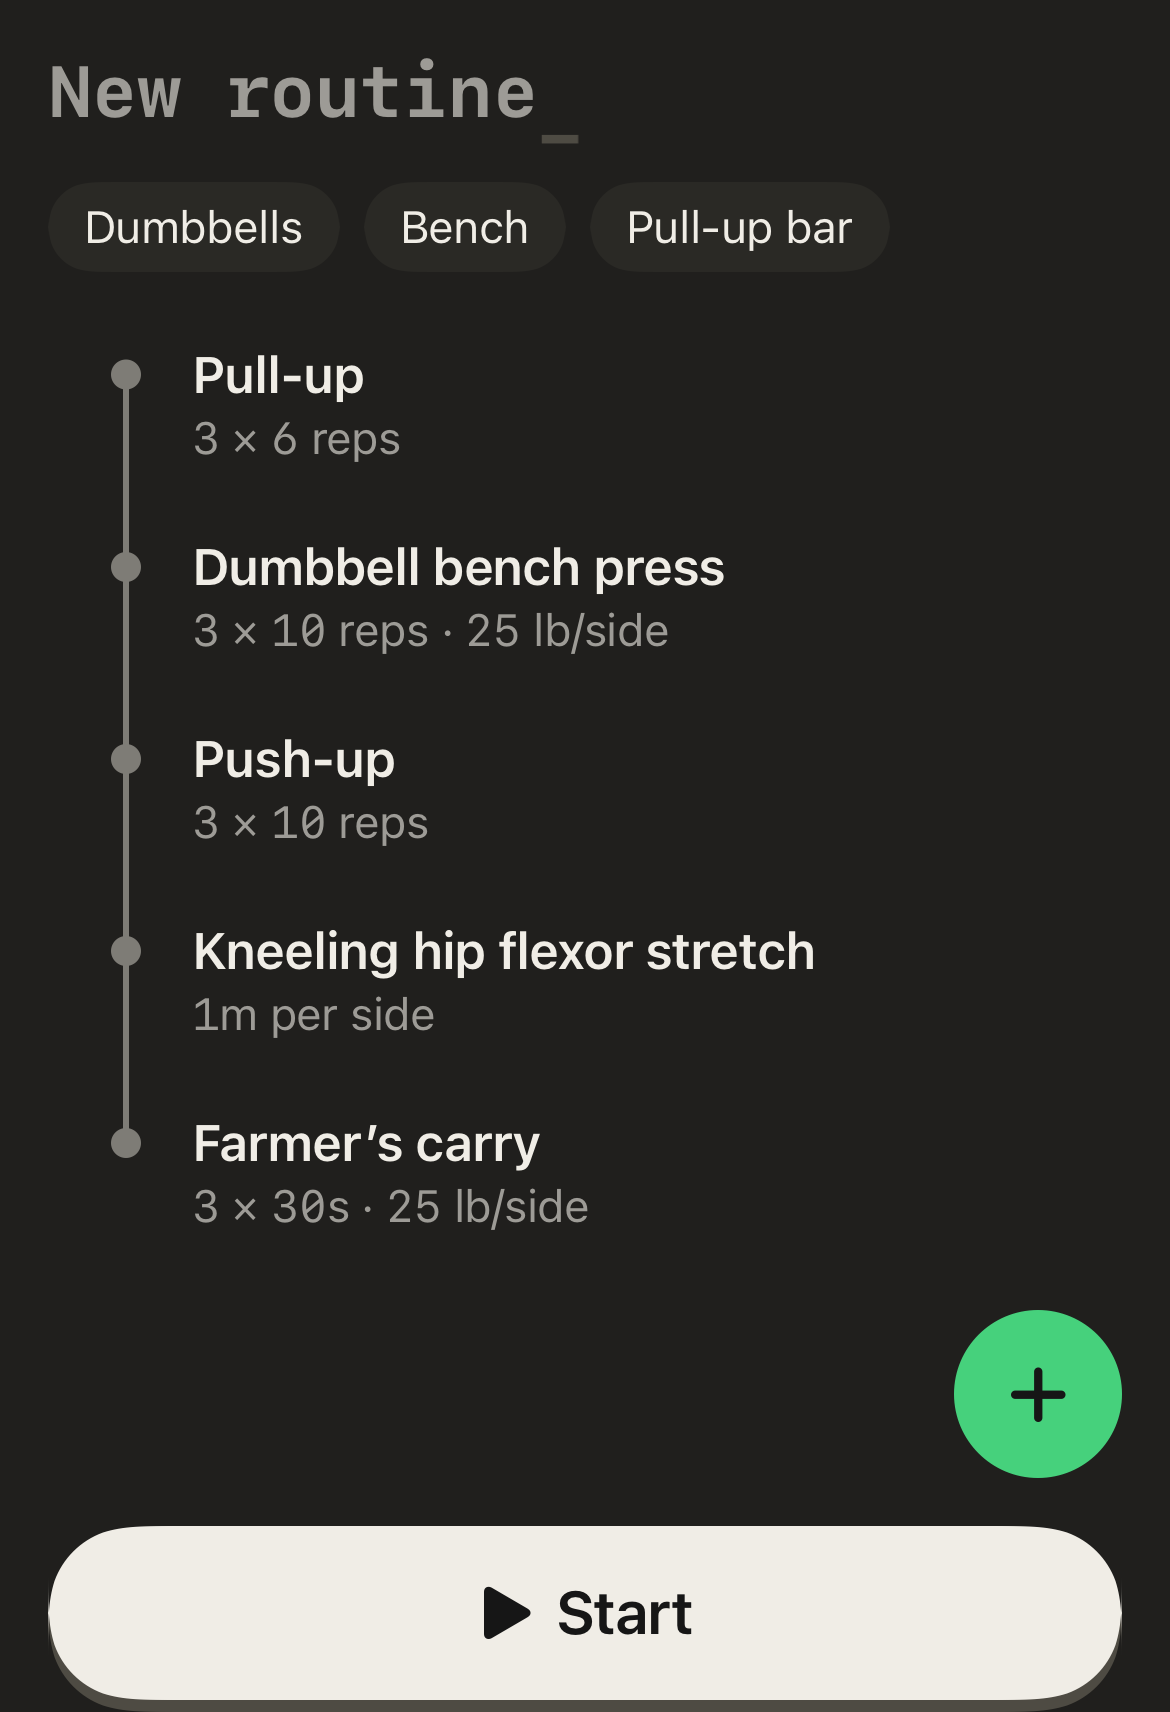 New routine_
Dumbbells
Bench
Pull-up bar
Pull-up
3 × 6 reps
Dumbbell bench press
3 × 10 reps · 25 lb/side
Push-up
3 × 10 reps
Kneeling hip flexor stretch
1m per side
Farmer’s carry
3 × 30s · 25 lb/side
Start